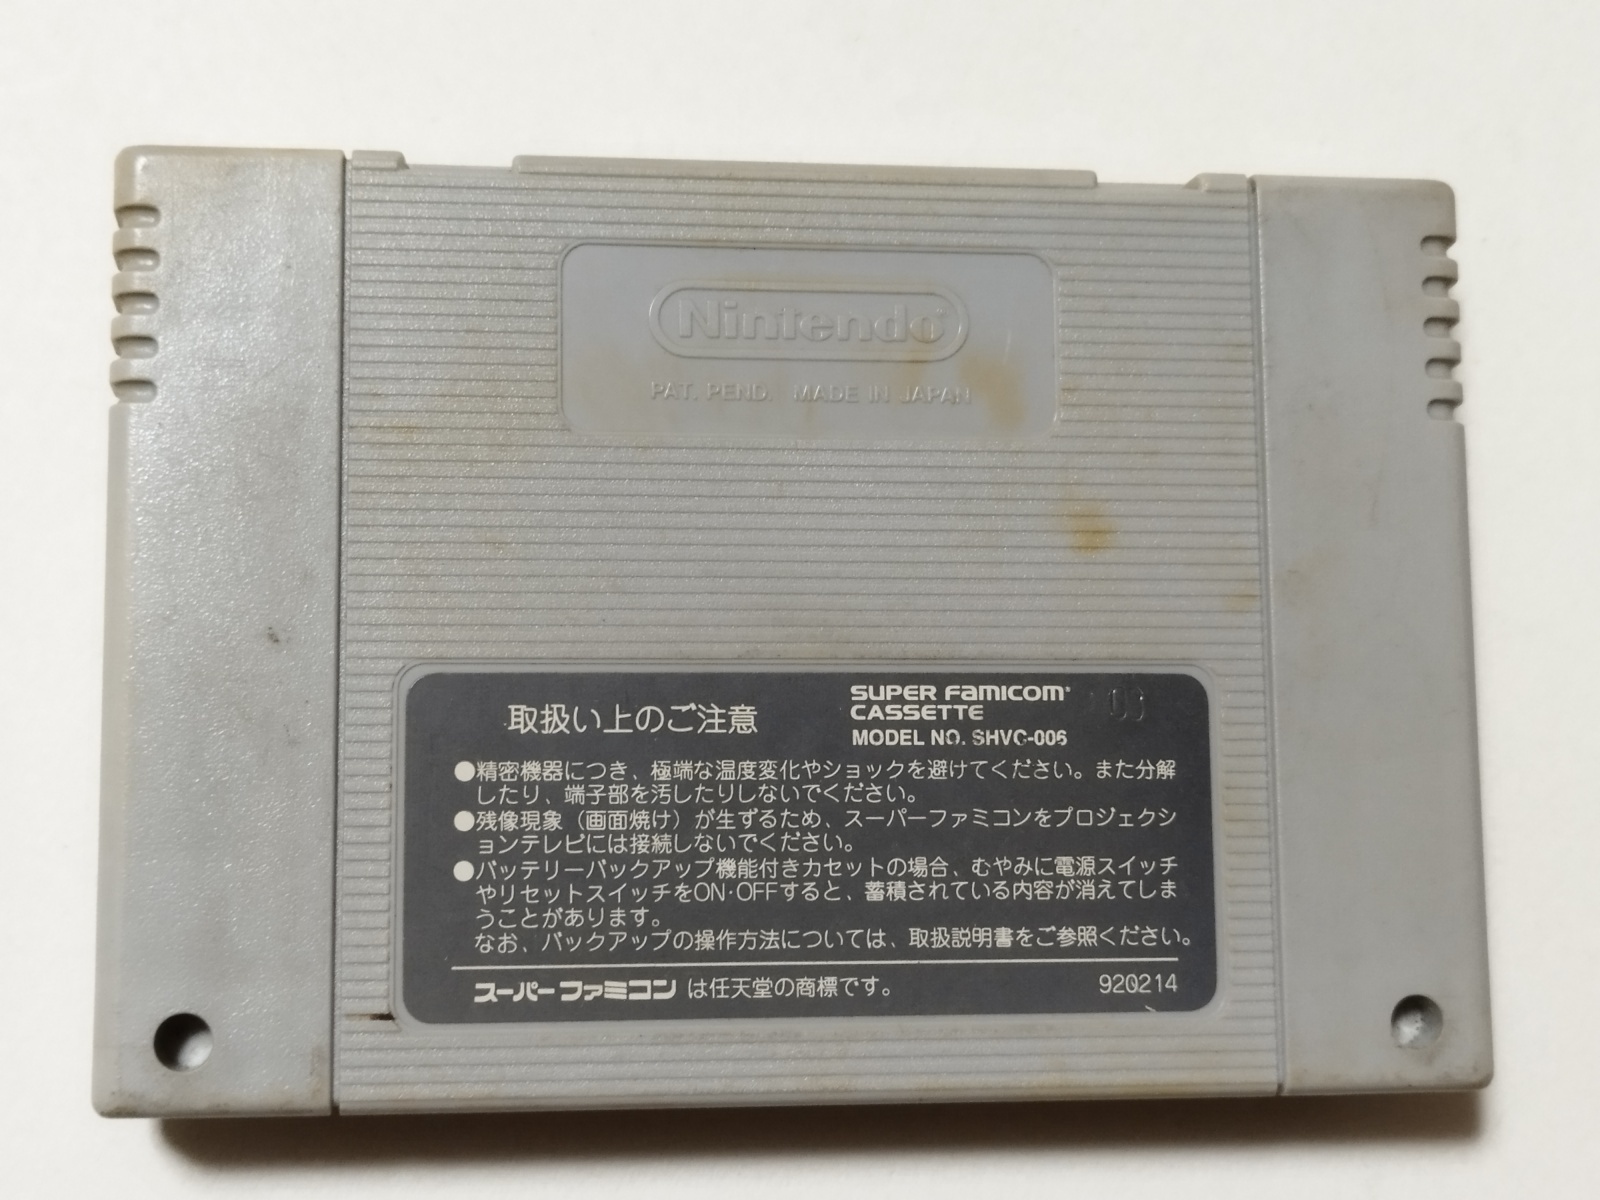 Nintendo
PAT. PEND. MADE IN JAPAN
取扱い上のご注意
SUPER FAMICOM
CASSETTE
MODEL NO. SHVC-006
●精密機器につき、極端な温度変化やショックを避けてください。また分解
したり、端子部を汚したりしないでください。
●残像現象（画面焼け）が生ずるため、スーパーファミコンをプロジェクシ
ョンテレビには接続しないでください。
●バッテリーバックアップ機能付きカセットの場合、むやみに電源スイッチ
やリセットスイッチをON·OFFすると、蓄積されている内容が消えてしま
うことがあります。
なお、バックアップの操作方法については、取扱説明書をご参照ください。
スーパーファミコン は任天堂の商標です。
920214